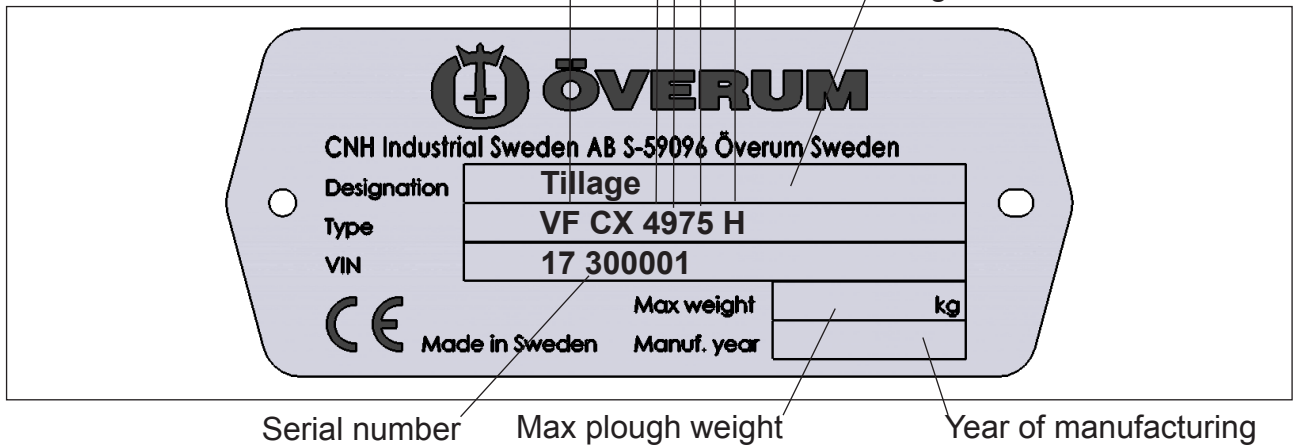 ÖVERUM
CNH Industrial Sweden AB S-59096 Överum Sweden
Designation Tillage
Type VF CX 4975 H
VIN 17 300001
Max weight kg
CE Made in Sweden Manuf. year
Serial number Max plough weight Year of manufacturing